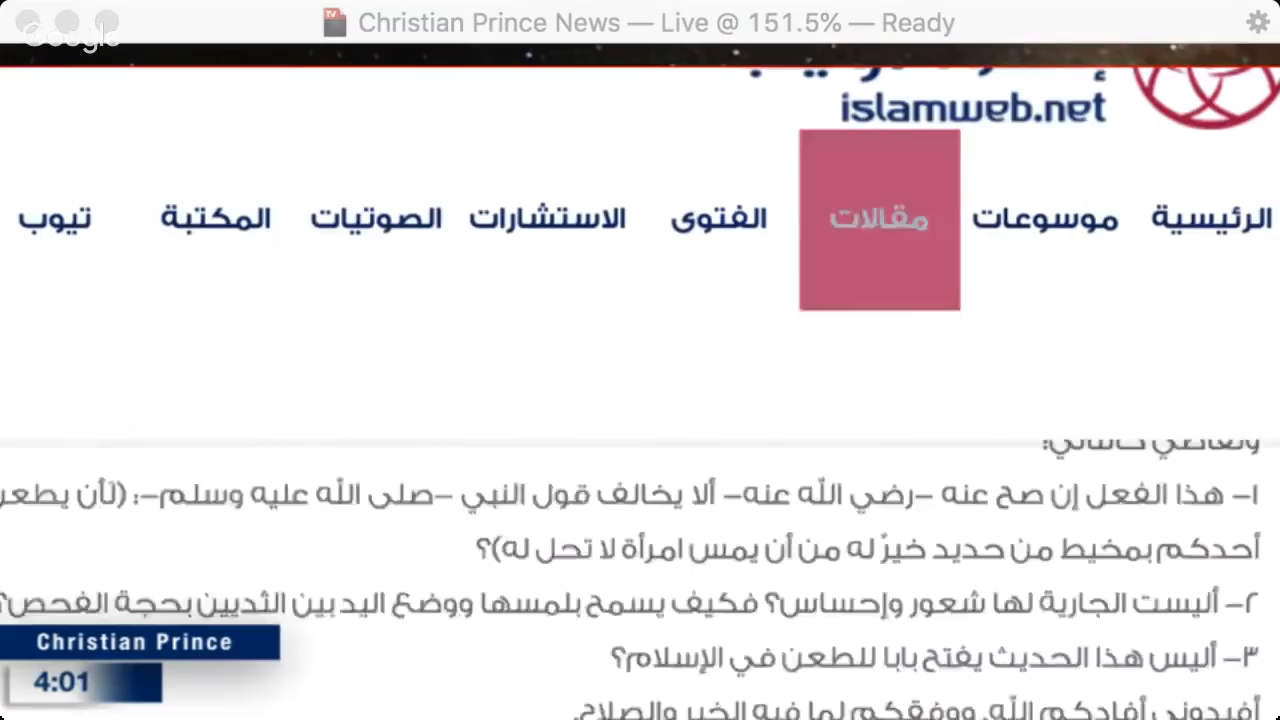 Christian Prince News — Live @ 151.5% — Ready
Google
islamweb.net
الرئيسية موسوعات مقالات الفتوى الاستشارات الصوتيات المكتبة تيوب
١- هذا الفعل إن صح عنه -رضي الله عنه- ألا يخالف قول النبي -صلى الله عليه وسلم-: (لَأن يطعن
أحدكم بمخيط من حديد خيرٌ له من أن يمس امرأة لا تحل له)؟
٢- أليست الجارية لها شعور وإحساس؟ فكيف يسمح بلمسها ووضع اليد بين الثديين بحجة الفحص؟
٣- أليس هذا الحديث يفتح بابا للطعن في الإسلام؟
أفيدوني أفادكم الله، ووفقكم لما فيه الخير والصلاح.
Christian Prince
4:01